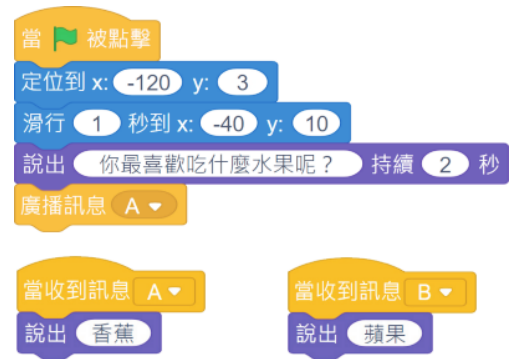 當 被點擊
定位到 x: -120 y: 3
滑行 1 秒到 x: -40 y: 10
說出 你最喜歡吃什麼水果呢？ 持續 2 秒
廣播訊息 A
當收到訊息 A
說出 香蕉
當收到訊息 B
說出 蘋果